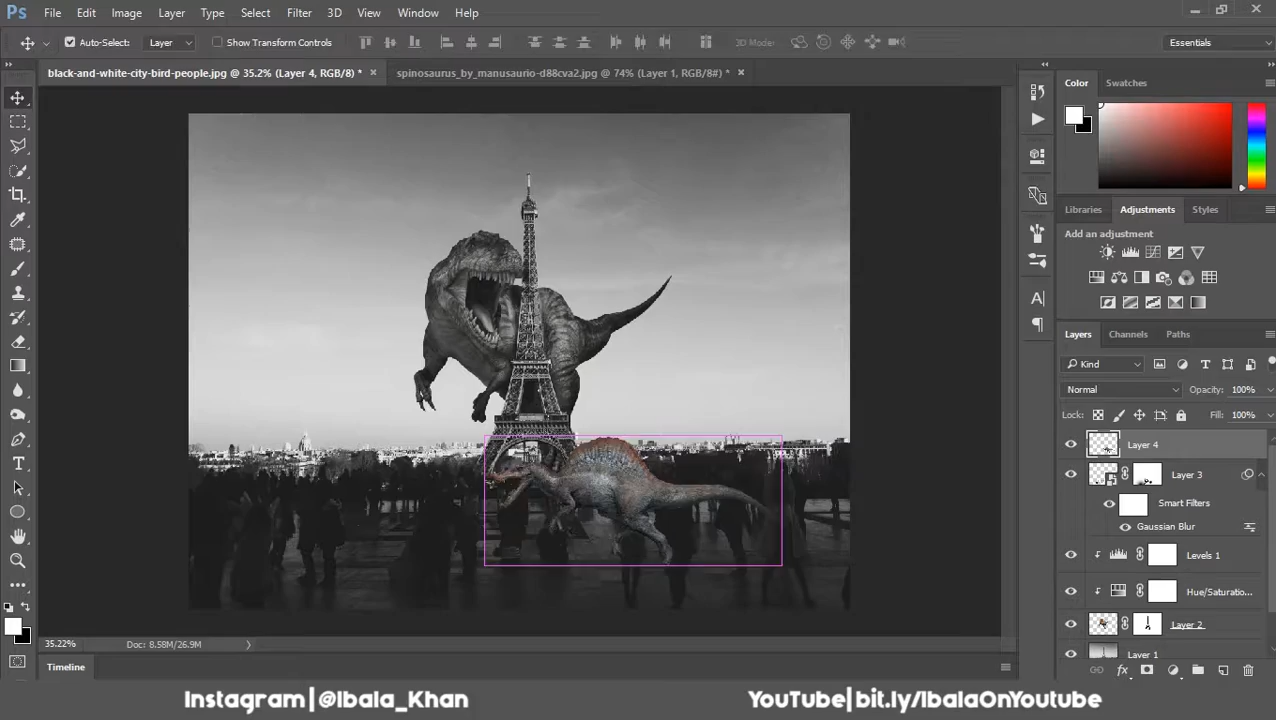 Ps File Edit Image Layer Type Select Filter 3D View Window Help
Auto-Select: Layer Show Transform Controls 3D Mode: Essentials
black-and-white-city-bird-people.jpg @ 35.2% (Layer 4, RGB/8) * × spinosaurus_by_manusaurio-d88cva2.jpg @ 74% (Layer 1, RGB/8#) * ×
Color Swatches
Libraries Adjustments Styles
Add an adjustment
Layers Channels Paths
Kind
Normal Opacity: 100%
Lock: Fill: 100%
Layer 4
Layer 3
Smart Filters
Gaussian Blur
Levels 1
Hue/Saturatio...
Layer 2
Layer 1
35.22% Doc: 8.58M/26.9M
Timeline
Instagram|@Ibala_Khan YouTube|bit.ly/IbalaOnYoutube